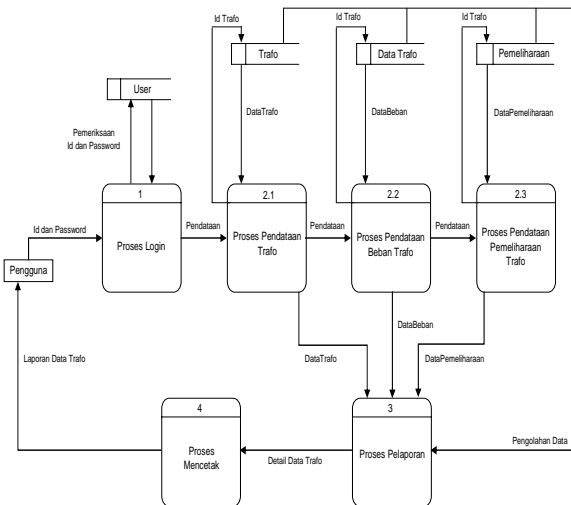 Id Trafo
Id Trafo
Id Trafo
Trafo
Data Trafo
Pemeliharaan
User
DataTrafo
DataBeban
DataPemeliharaan
Pemeriksaan
Id dan Password
1
2.1
2.2
2.3
Id dan Password
Proses Login
Pendataan
Proses Pendataan
Trafo
Pendataan
Proses Pendataan
Beban Trafo
Pendataan
Proses Pendataan
Pemeliharaan
Trafo
Pengguna
DataBeban
DataTrafo
DataPemeliharaan
Laporan Data Trafo
4
3
Proses
Mencetak
Detail Data Trafo
Proses Pelaporan
Pengolahan Data